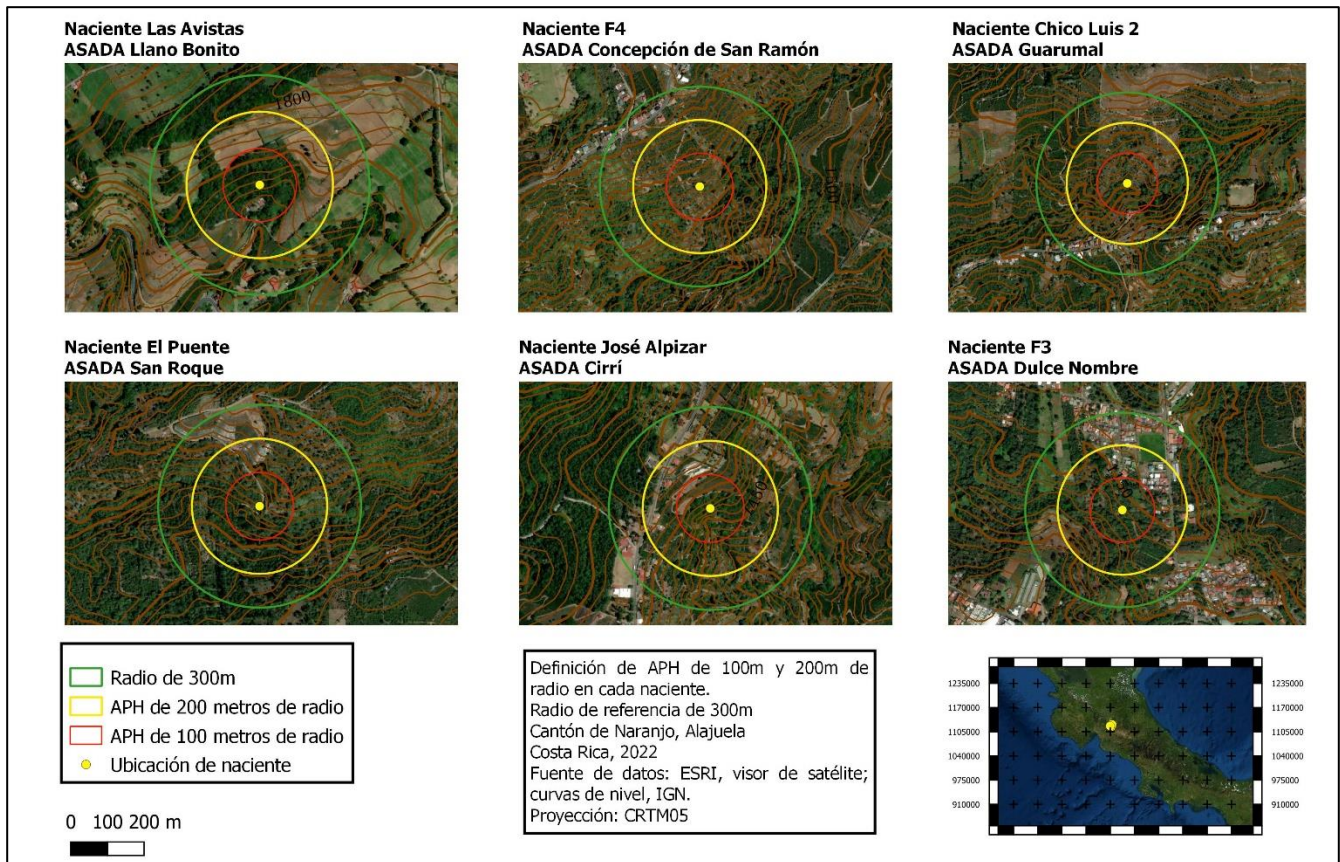 Naciente Las Avistas
ASADA Llano Bonito
Naciente F4
ASADA Concepción de San Ramón
Naciente Chico Luis 2
ASADA Guarumal
1800
1100
Naciente El Puente
ASADA San Roque
Naciente José Alpizar
ASADA Cirrí
Naciente F3
ASADA Dulce Nombre
Radio de 300m
APH de 200 metros de radio
APH de 100 metros de radio
Ubicación de naciente
0 100 200 m
Definición de APH de 100m y 200m de
radio en cada naciente.
Radio de referencia de 300m
Cantón de Naranjo, Alajuela
Costa Rica, 2022
Fuente de datos: ESRI, visor de satélite;
curvas de nivel, IGN.
Proyección: CRTM05
1235000 1235000
1170000 1170000
1105000 1105000
1040000 1040000
975000 975000
910000 910000